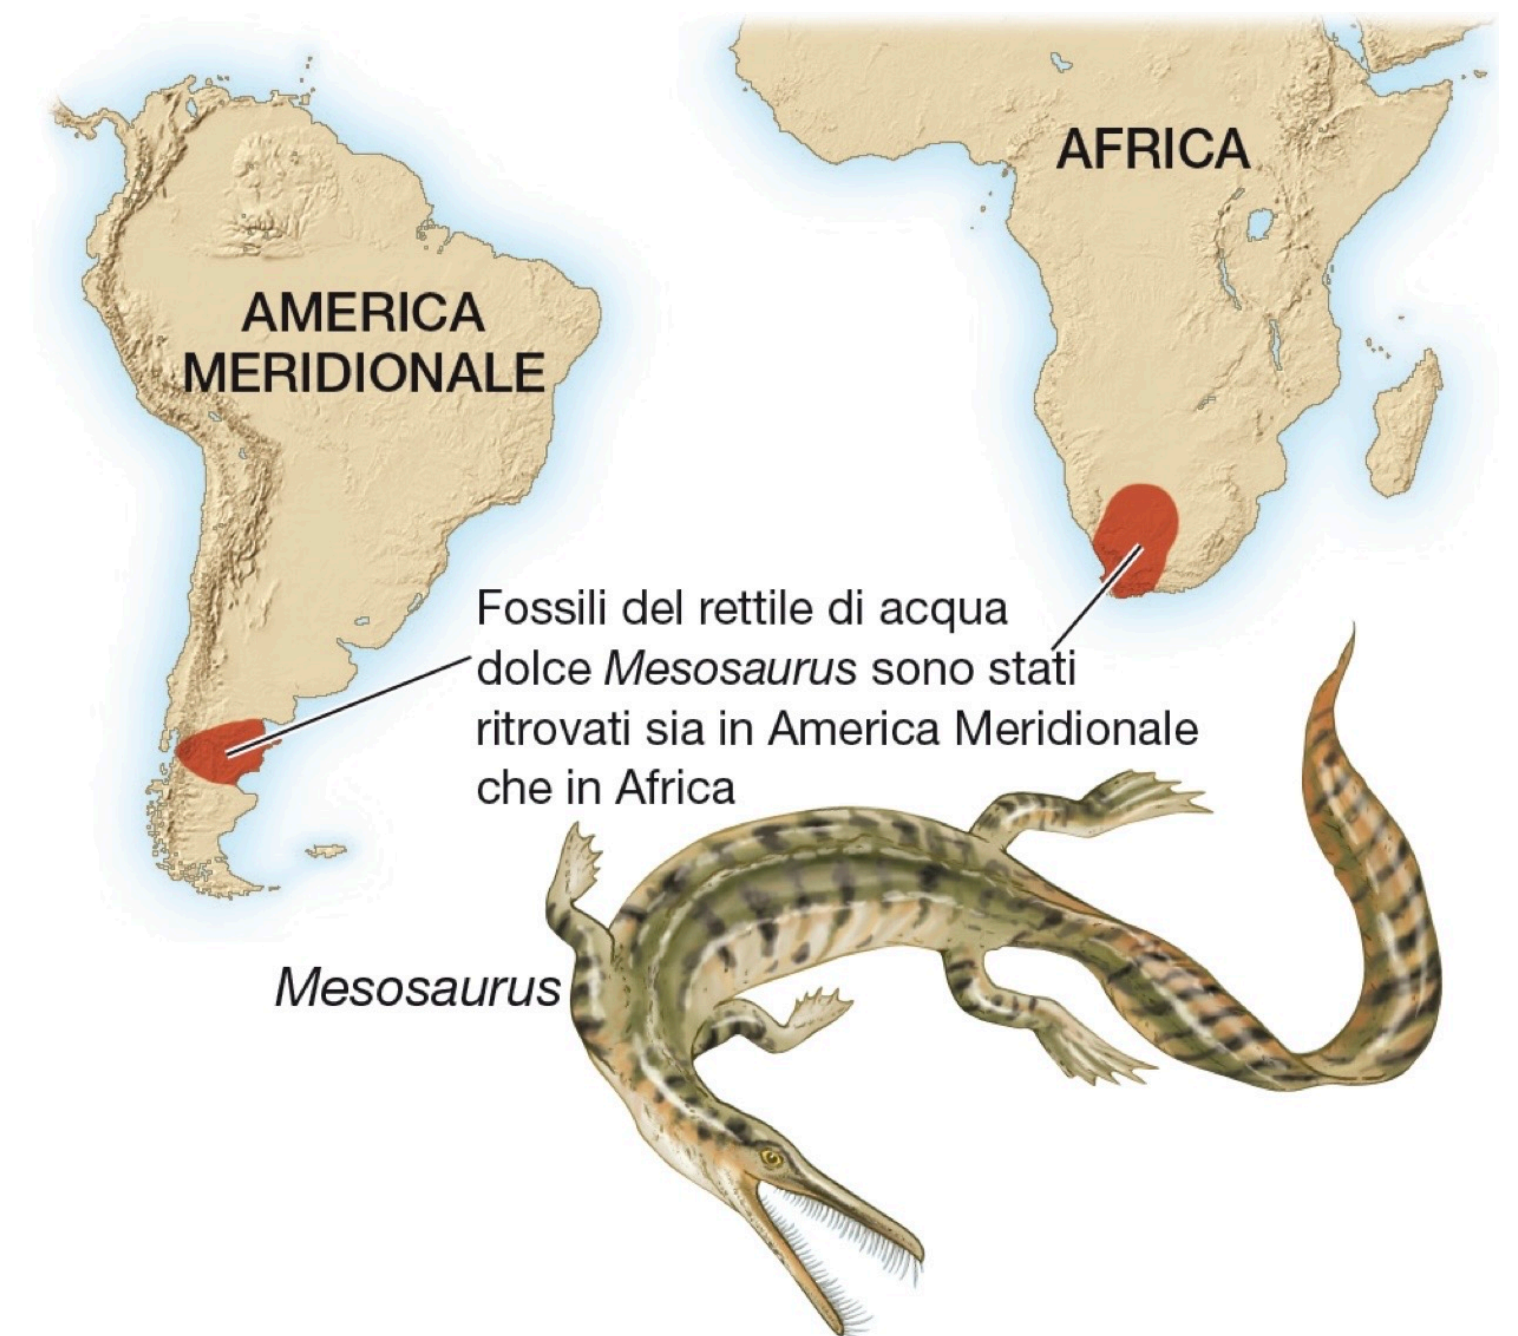 AFRICA
AMERICA
MERIDIONALE
Fossili del rettile di acqua
dolce Mesosaurus sono stati
ritrovati sia in America Meridionale
che in Africa
Mesosaurus